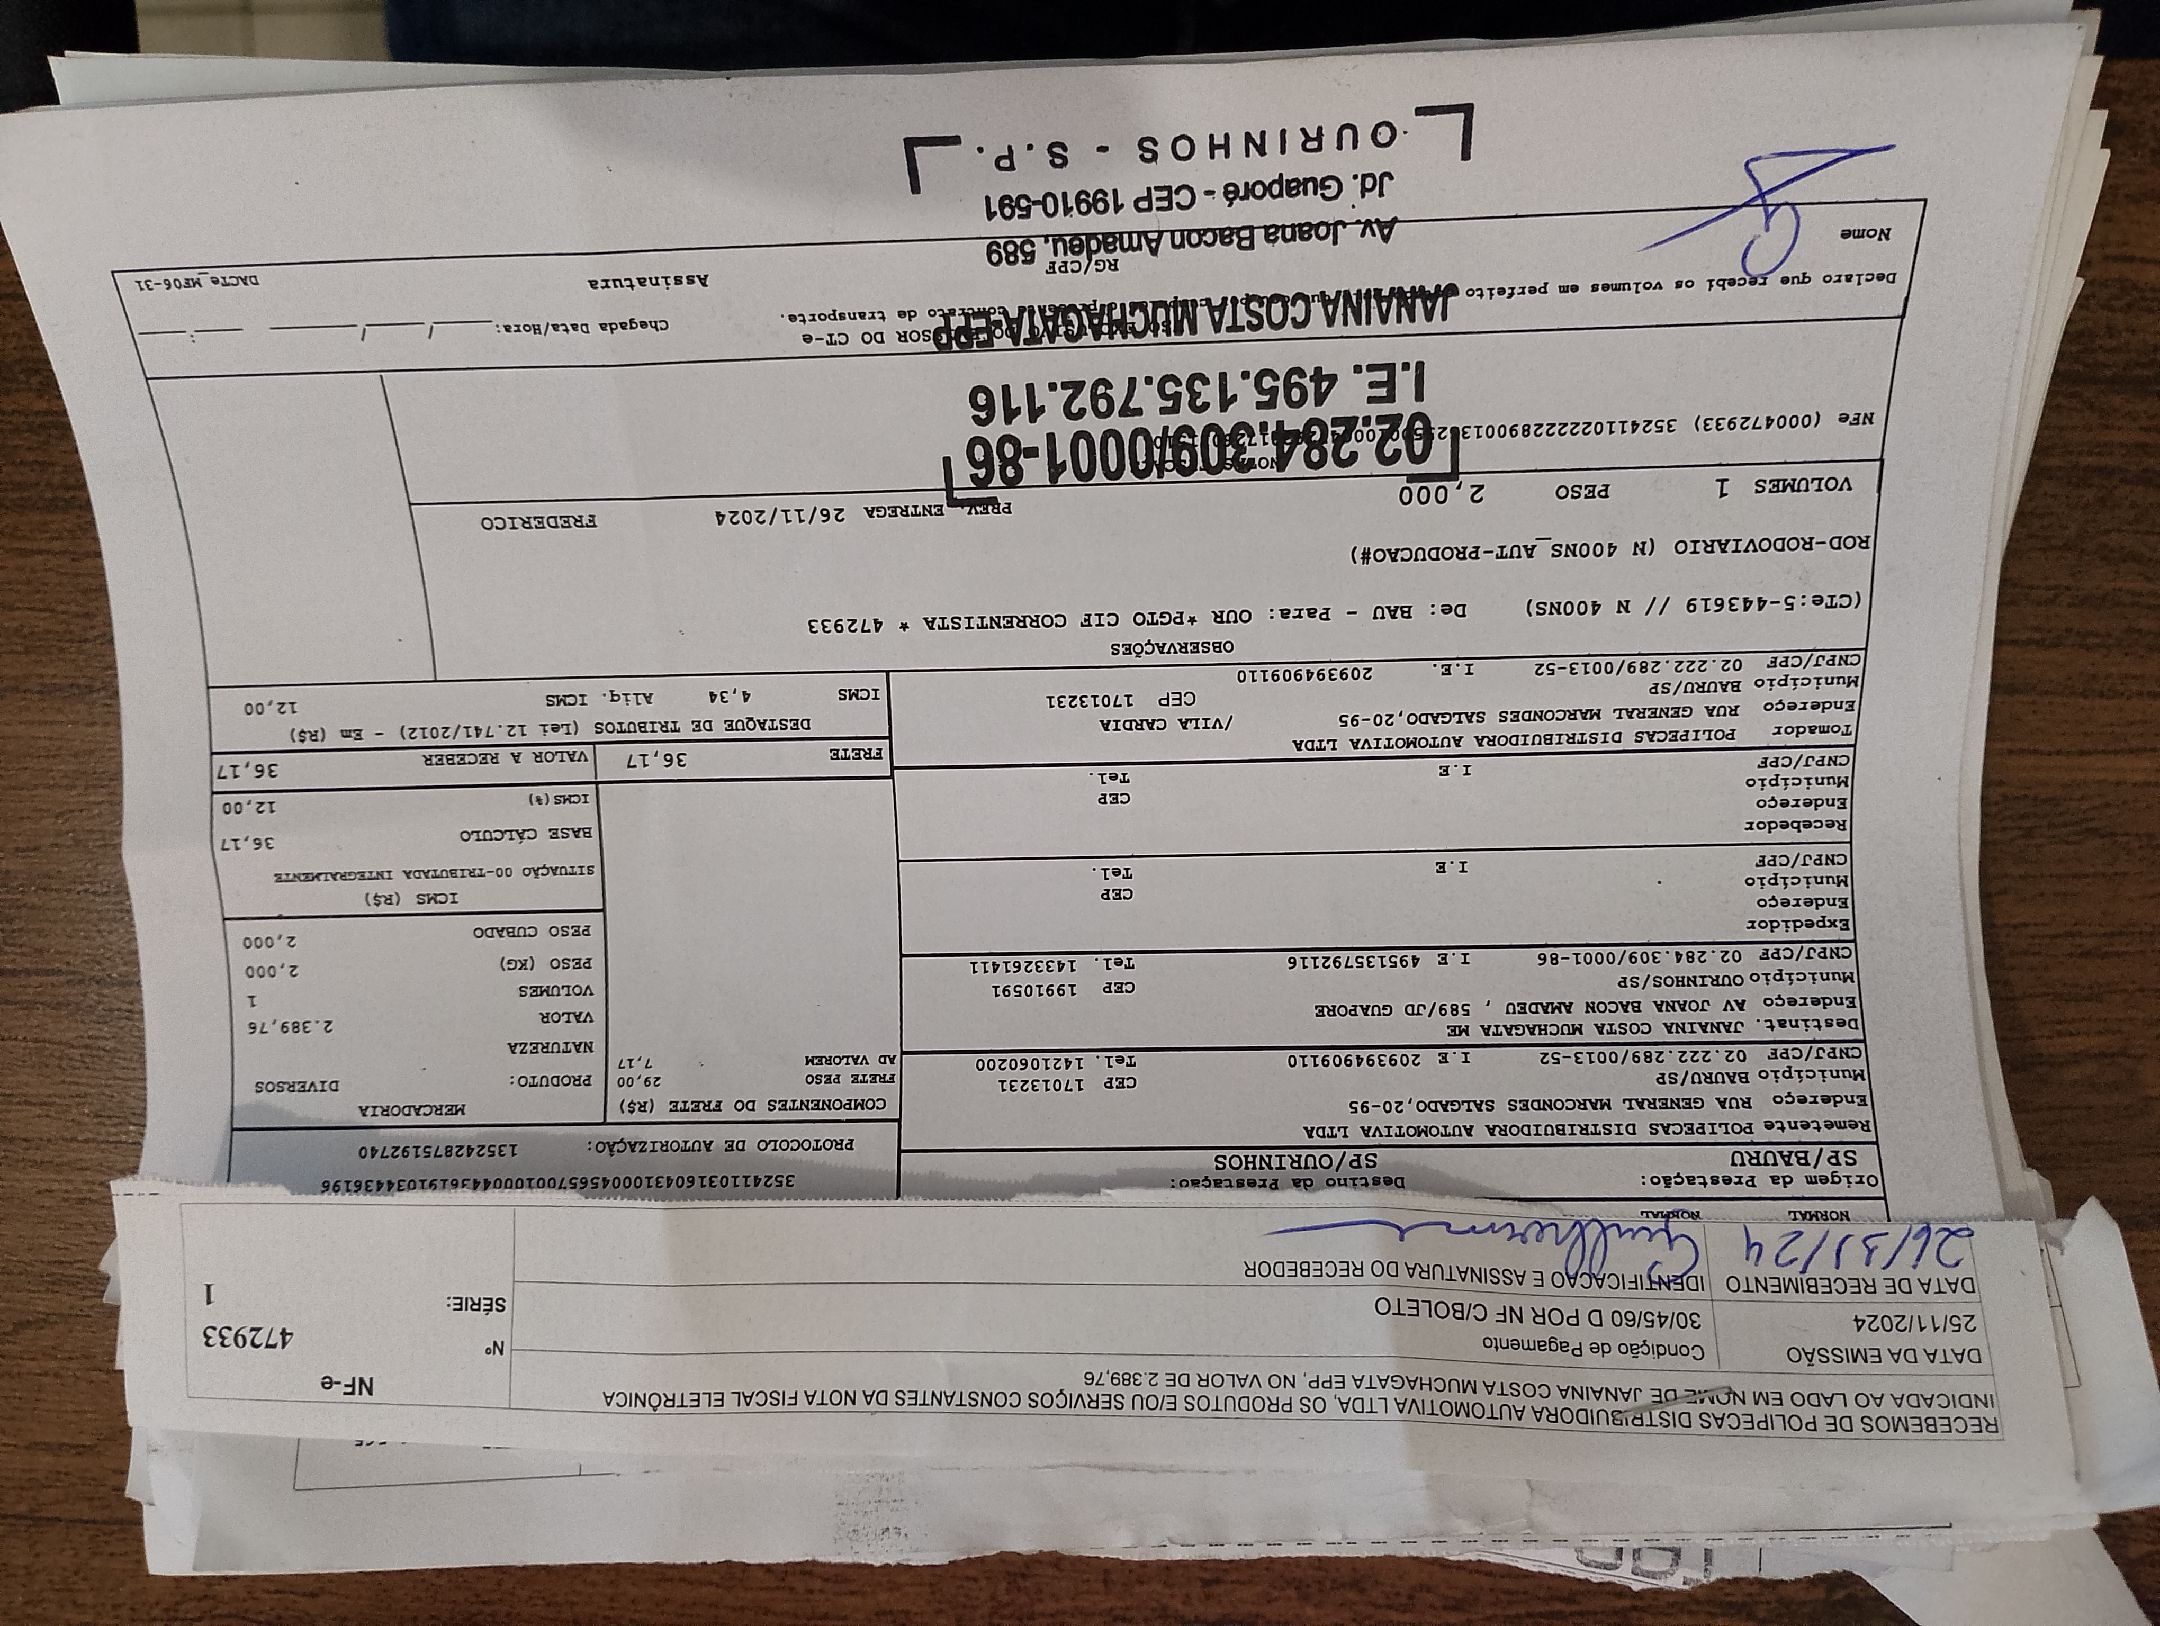 RECEBEMOS DE POLIPECAS DISTRIBUIDORA AUTOMOTIVA LTDA, OS PRODUTOS E/OU SERVIÇOS CONSTANTES DA NOTA FISCAL ELETRÔNICA
INDICADA AO LADO EM NOME DE JANAINA COSTA MUCHAGATA EPP, NO VALOR DE 2.389,76
NF-e
Nº 472933
SÉRIE: 1
DATA DA EMISSÃO
25/11/2024
Condição de Pagamento
30/45/60 D POR NF C/BOLETO
DATA DE RECEBIMENTO
26/11/24
IDENTIFICAÇÃO E ASSINATURA DO RECEBEDOR
Guilherme
NORMAL NORMAL
Origem da Prestação: Destino da Prestação:
SP/BAURU SP/OURINHOS
Remetente POLIPECAS DISTRIBUIDORA AUTOMOTIVA LTDA
Endereço RUA GENERAL MARCONDES SALGADO,20-95
Município BAURU/SP CEP 17013231
CNPJ/CPF 02.222.289/0013-52 I.E 209394909110 Tel. 1421060200
Destinat. JANAINA COSTA MUCHAGATA ME
Endereço AV JOANA BACON AMADEU , 589/JD GUAPORE
Município OURINHOS/SP CEP 19910591
CNPJ/CPF 02.284.309/0001-86 I.E 495135792116 Tel. 1433261411
Expedidor
Endereço
Município CEP
CNPJ/CPF I.E Tel.
Recebedor
Endereço
Município CEP
CNPJ/CPF I.E Tel.
Tomador POLIPECAS DISTRIBUIDORA AUTOMOTIVA LTDA
Endereço RUA GENERAL MARCONDES SALGADO,20-95 /VILA CARDIA
Município BAURU/SP CEP 17013231
CNPJ/CPF 02.222.289/0013-52 I.E. 209394909110
35241103160431000456570010004436191034436196
PROTOCOLO DE AUTORIZAÇÃO: 135242875192740
COMPONENTES DO FRETE (R$)
FRETE PESO 29,00
AD VALOREM 7,17
MERCADORIA
PRODUTO: DIVERSOS
NATUREZA
VALOR 2.389,76
VOLUMES 1
PESO (KG) 2,000
PESO CUBADO 2,000
ICMS (R$)
SITUAÇÃO 00-TRIBUTADA INTEGRALMENTE
BASE CÁLCULO 36,17
ICMS(%) 12,00
FRETE 36,17 VALOR A RECEBER 36,17
DESTAQUE DE TRIBUTOS (Lei 12.741/2012) - Em (R$)
ICMS 4,34 Aliq. ICMS 12,00
OBSERVAÇÕES
(CTe:5-443619 // N 400NS) De: BAU - Para: OUR *PGTO CIF CORRENTISTA * 472933
ROD-RODOVIARIO (N 400NS_AUT-PRODUCAO#)
VOLUMES 1 PESO 2,000 PREV. ENTREGA 26/11/2024 FREDERICO
NFe (000472933)
02.284.309/0001-86
I.E. 495.135.792.116
JANAINA COSTA MUCHAGATA-EPP
Av. Joana Bacon Amadeu, 589
Jd. Guaporé - CEP 19910-591
OURINHOS - S.P.
Declaro que recebi os volumes em perfeito contrato de transporte.
Nome
RG/CPF
Assinatura
Chegada Data/Hora: ___/___/___ __:__
DACTe_MF06-31